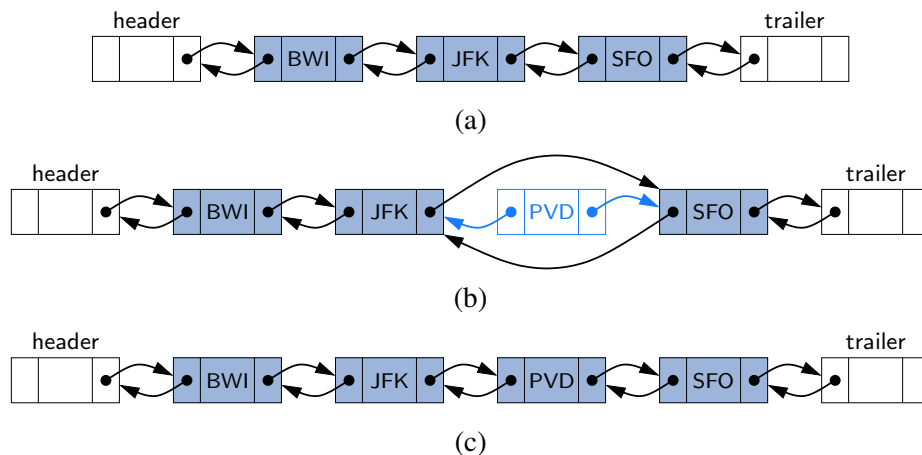 header trailer
BWI JFK SFO
(a)
header trailer
BWI JFK PVD SFO
(b)
header trailer
BWI JFK PVD SFO
(c)